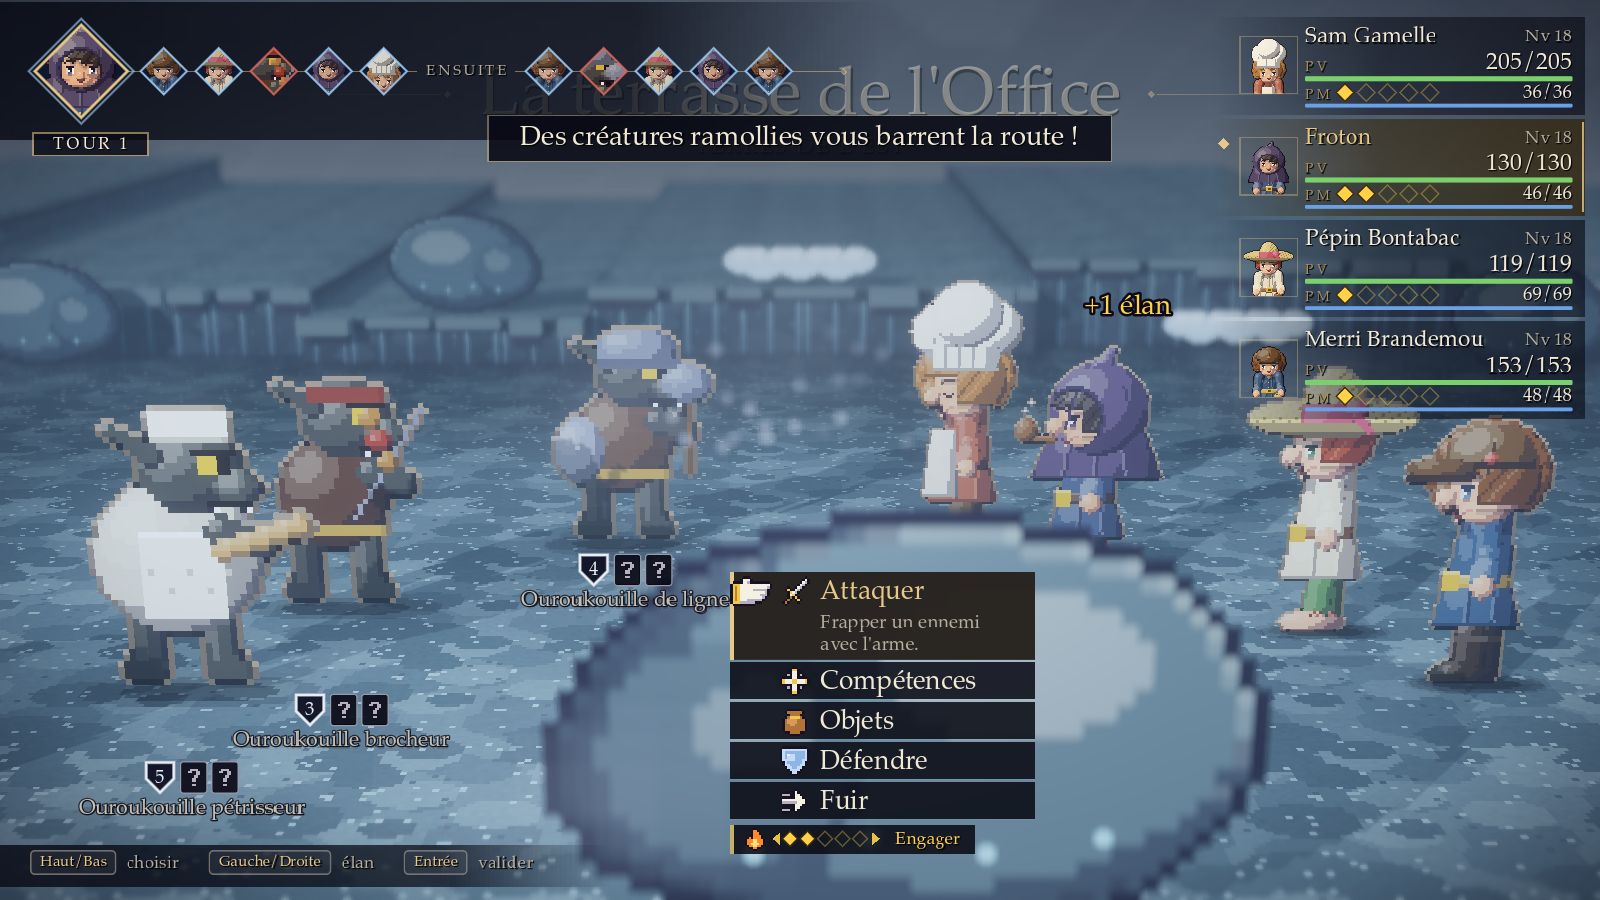 ENSUITE
La terrasse de l'Office
TOUR 1
Des créatures ramollies vous barrent la route !
Sam Gamelle Nv 18
PV 205/205
PM 36/36
Froton Nv 18
PV 130/130
PM 46/46
Pépin Bontabac Nv 18
PV 119/119
PM 69/69
Merri Brandemou Nv 18
PV 153/153
PM 48/48
+1 élan
4 ? ?
Ouroukouille de ligne
3 ? ?
Ouroukouille brocheur
5 ? ?
Ouroukouille pétrisseur
Attaquer
Frapper un ennemi
avec l'arme.
Compétences
Objets
Défendre
Fuir
Engager
Haut/Bas choisir Gauche/Droite élan Entrée valider